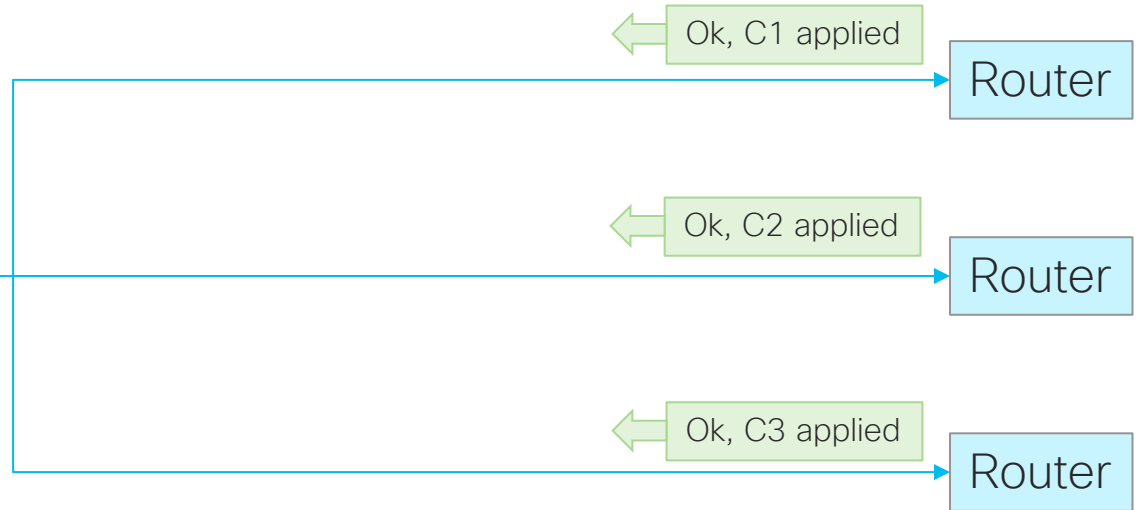 Ok, C1 applied
Router
Ok, C2 applied
Router
Ok, C3 applied
Router